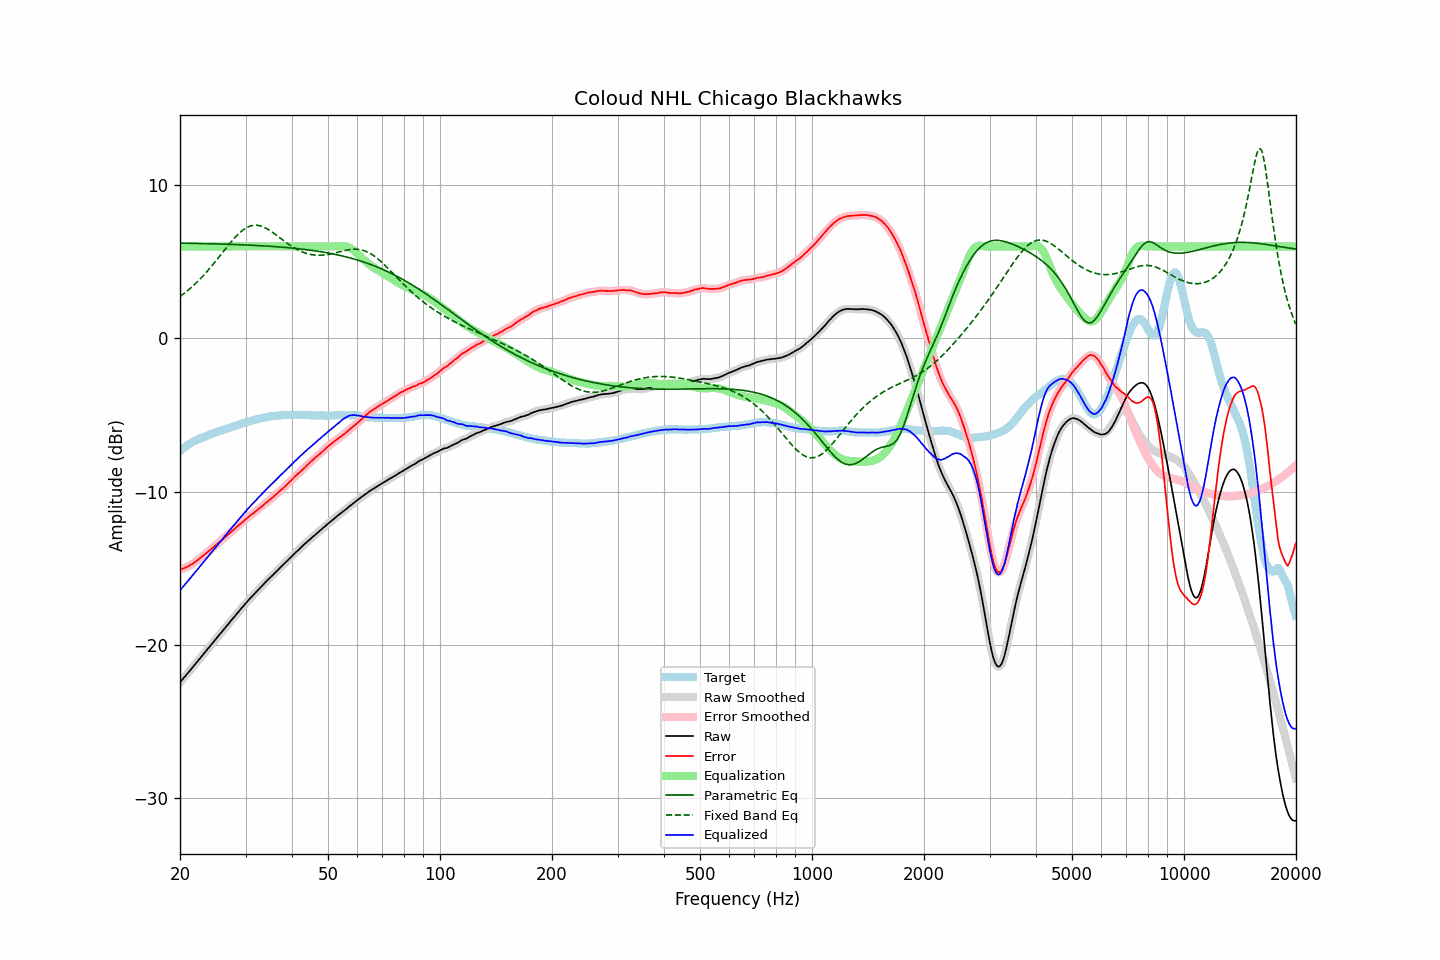 Coloud NHL Chicago Blackhawks
Amplitude (dBr)
10
0
−10
−20
−30
Target
Raw Smoothed
Error Smoothed
Raw
Error
Equalization
Parametric Eq
Fixed Band Eq
Equalized
20 50 100 200 500 1000 2000 5000 10000 20000
Frequency (Hz)